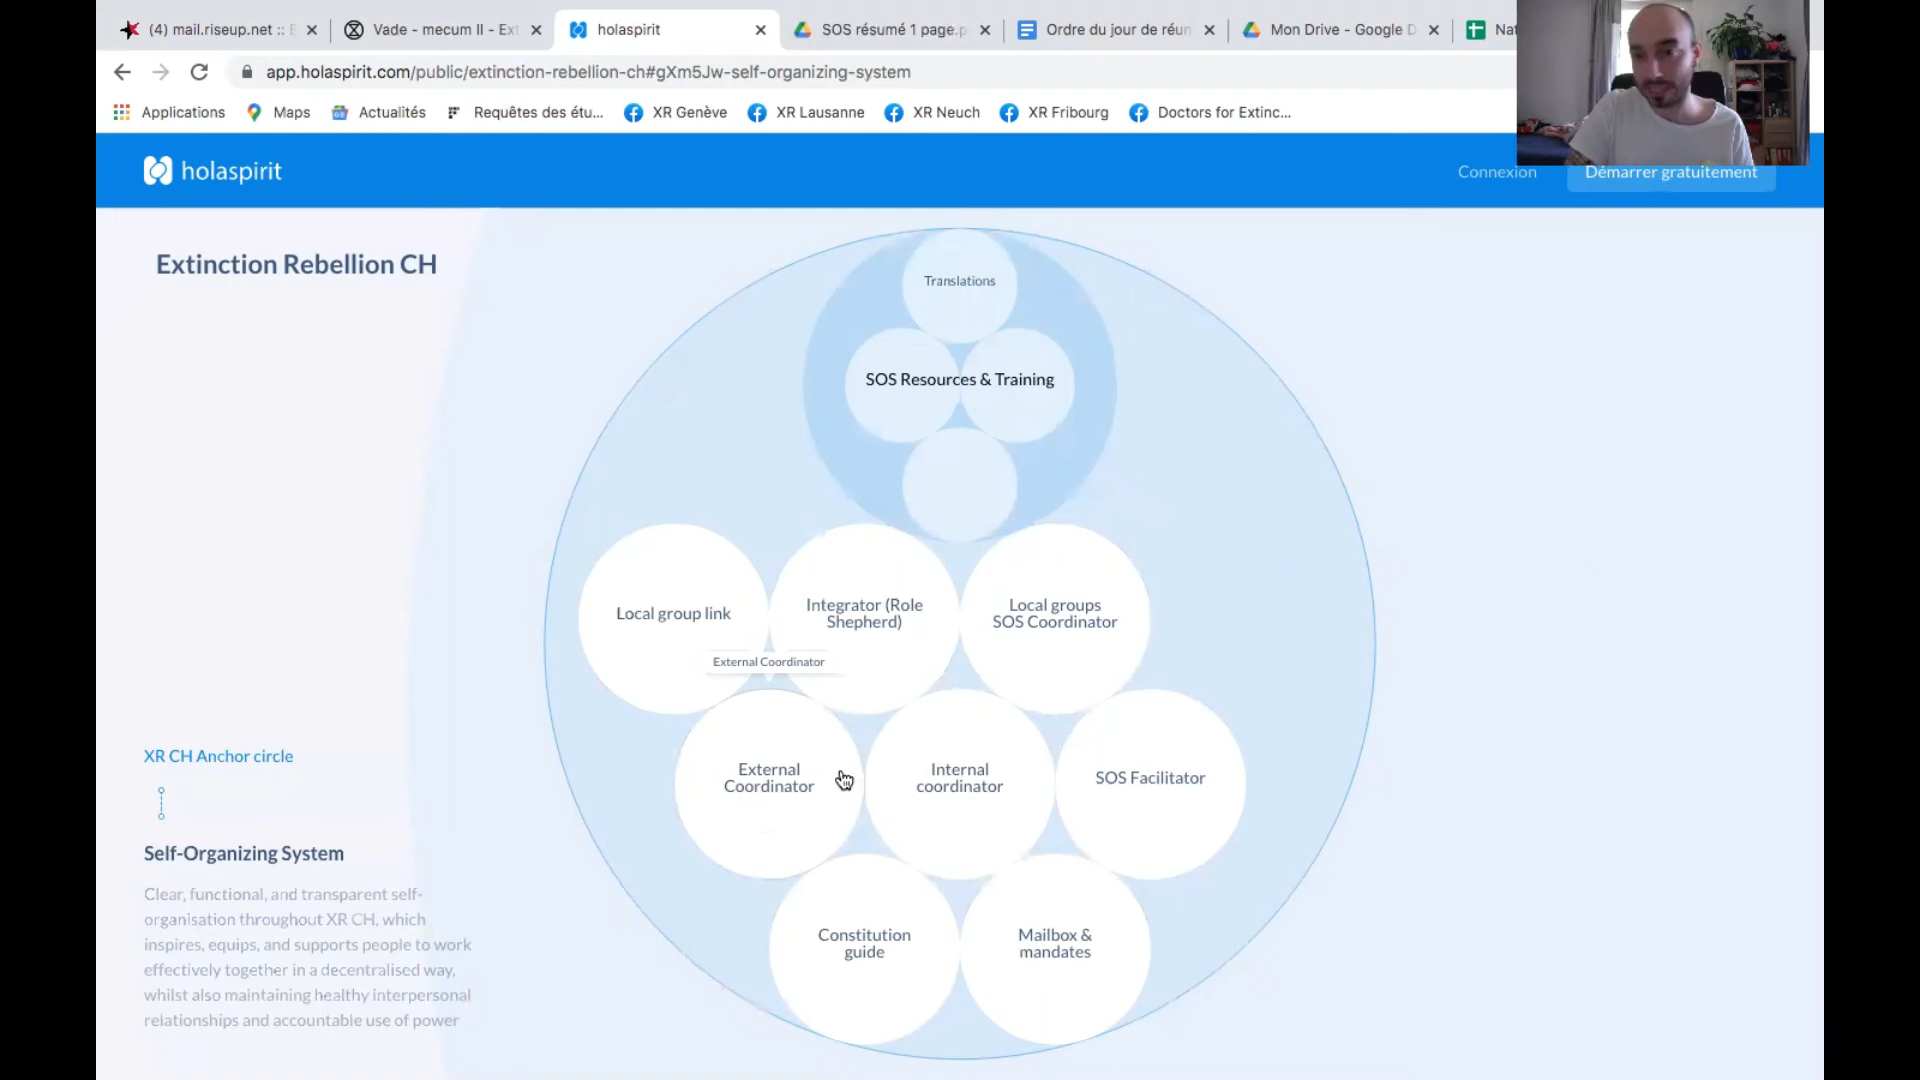 (4) mail.riseup.net ::
Vade - mecum II - Ext
holaspirit
SOS résumé 1 page.p
Ordre du jour de réun
Mon Drive - Google D
Nat
app.holaspirit.com/public/extinction-rebellion-ch#gXm5Jw-self-organizing-system
Applications
Maps
Actualités
Requêtes des étu...
XR Genève
XR Lausanne
XR Neuch
XR Fribourg
Doctors for Extinc...
holaspirit
Connexion
Démarrer gratuitement
Extinction Rebellion CH
Translations
SOS Resources & Training
Local group link
Integrator (Role
Shepherd)
Local groups
SOS Coordinator
External Coordinator
External
Coordinator
Internal
coordinator
SOS Facilitator
Constitution
guide
Mailbox &
mandates
XR CH Anchor circle
Self-Organizing System
Clear, functional, and transparent self-
organisation throughout XR CH, which
inspires, equips, and supports people to work
effectively together in a decentralised way,
whilst also maintaining healthy interpersonal
relationships and accountable use of power